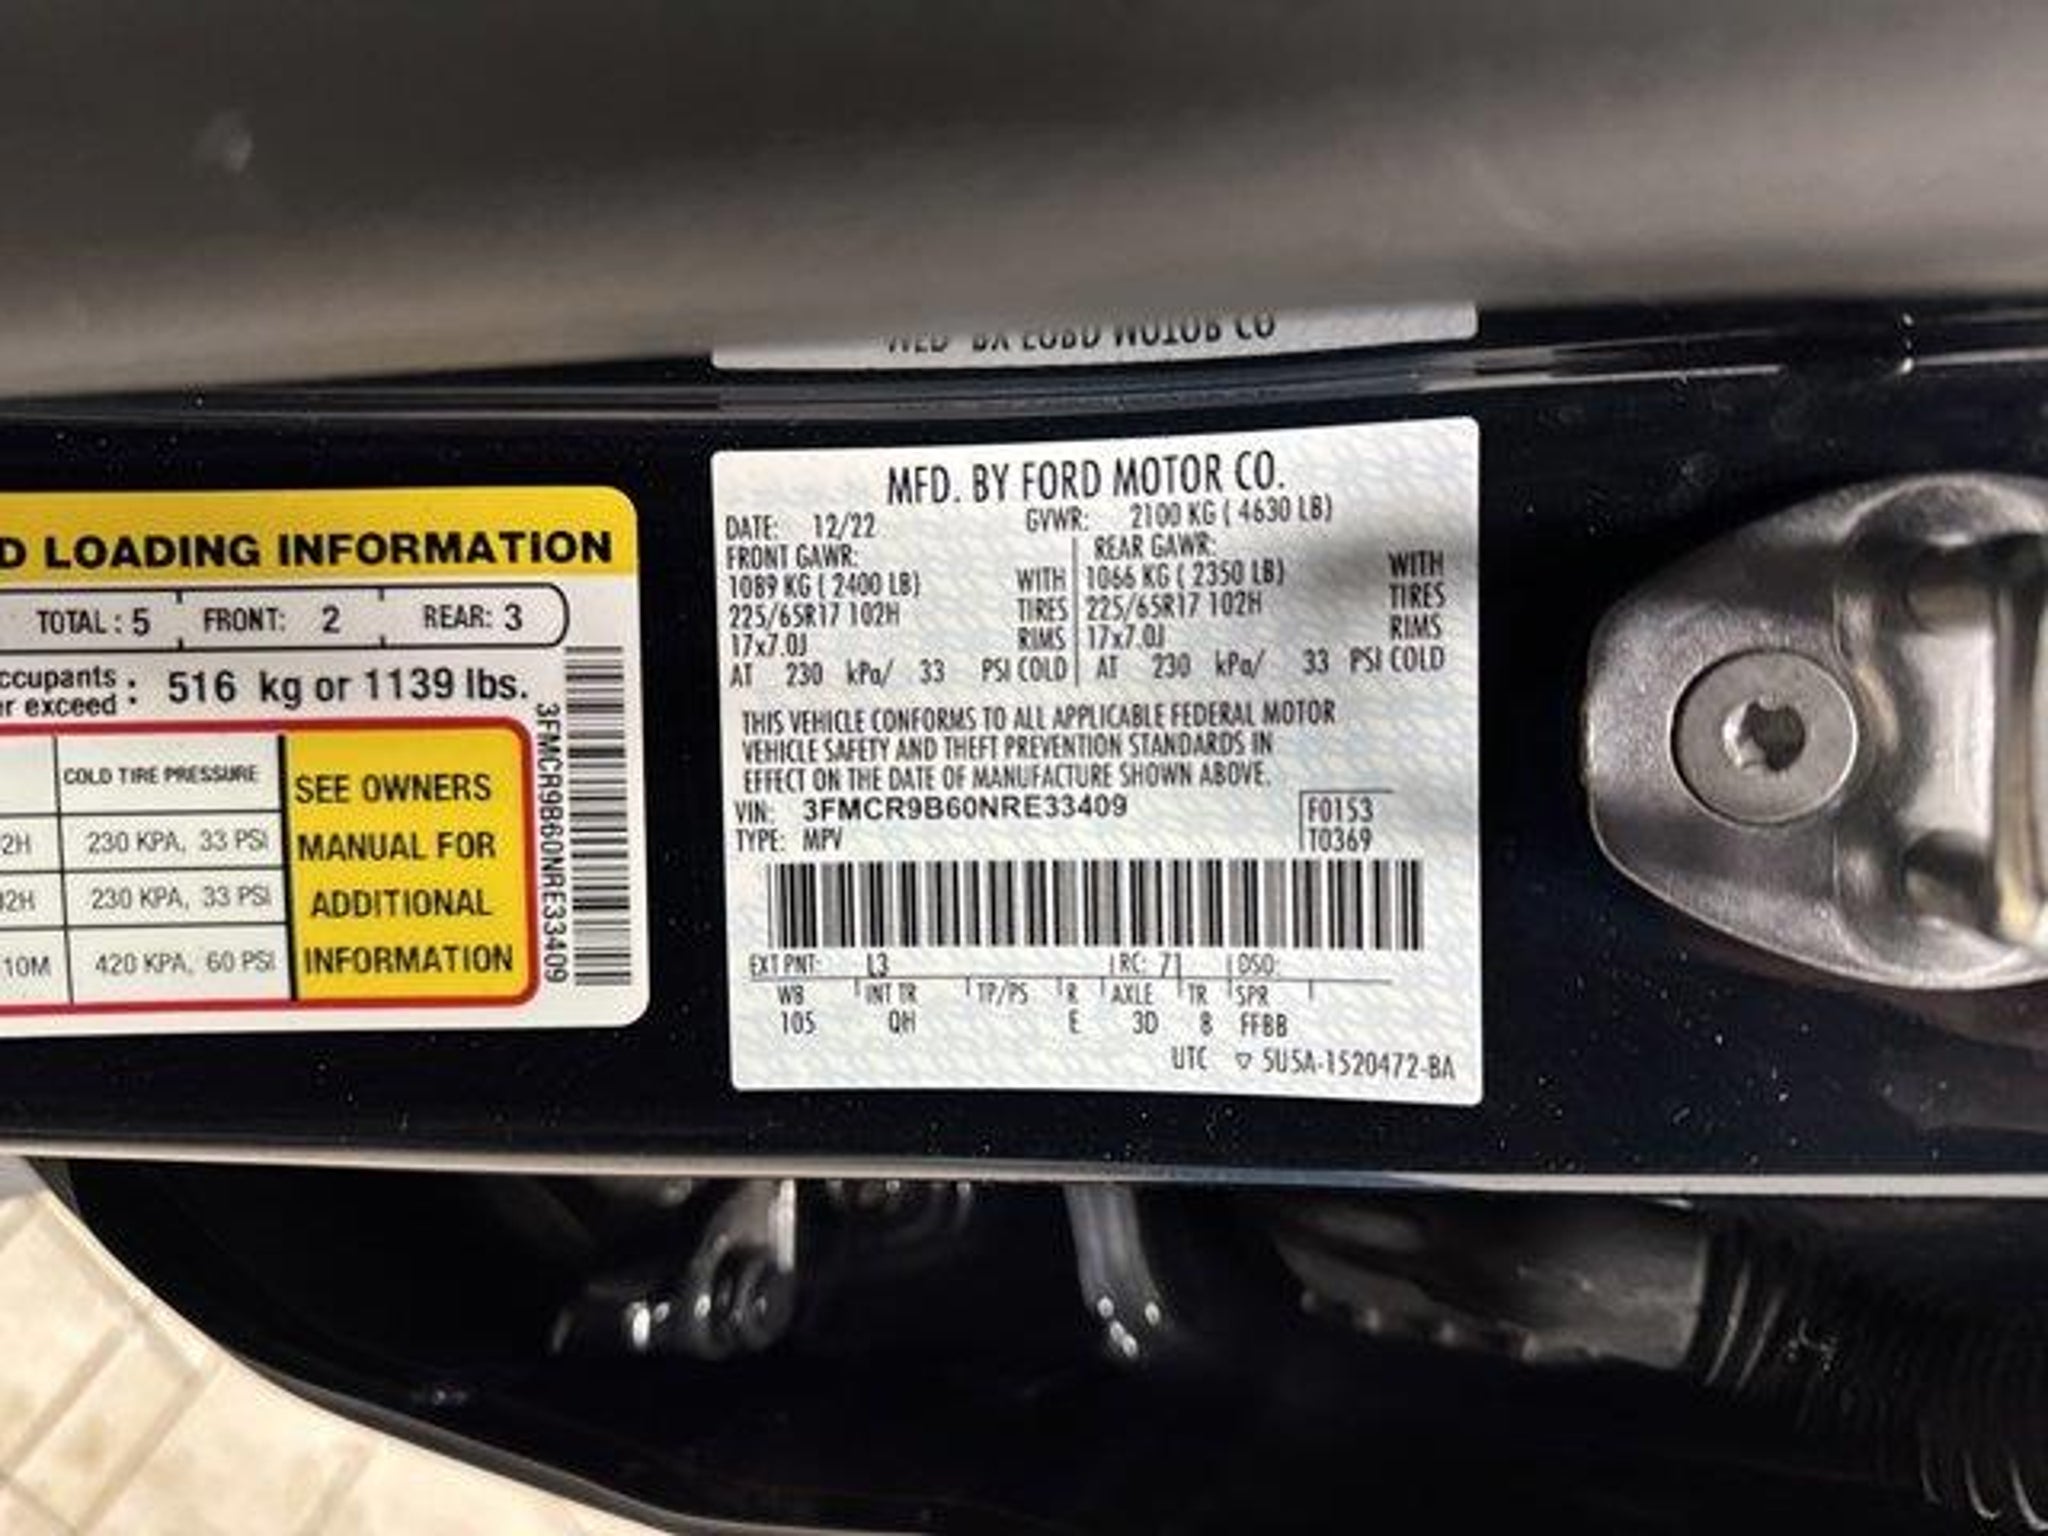 D LOADING INFORMATION
TOTAL: 5 FRONT: 2 REAR: 3
ccupants
er exceed : 516 kg or 1139 lbs.
COLD TIRE PRESSURE
2H 230 KPA, 33 PSI
02H 230 KPA, 33 PSI
10M 420 KPA, 60 PSI
SEE OWNERS
MANUAL FOR
ADDITIONAL
INFORMATION
3FMCR9B60NRE33409
MFD. BY FORD MOTOR CO.
DATE: 12/22 GVWR: 2100 KG ( 4630 LB)
FRONT GAWR: REAR GAWR:
1089 KG ( 2400 LB) WITH 1066 KG ( 2350 LB) WITH
225/65R17 102H TIRES 225/65R17 102H TIRES
17x7.0J RIMS 17x7.0J RIMS
AT 230 kPa/ 33 PSI COLD AT 230 kPa/ 33 PSI COLD
THIS VEHICLE CONFORMS TO ALL APPLICABLE FEDERAL MOTOR
VEHICLE SAFETY AND THEFT PREVENTION STANDARDS IN
EFFECT ON THE DATE OF MANUFACTURE SHOWN ABOVE.
VIN: 3FMCR9B60NRE33409 F0153
TYPE: MPV T0369
EXT PNT: L3 RC: 71 DSO:
WB INT TR TP/PS R AXLE TR SPR
105 QH E 3D 8 FFBB
UTC ▽ 5U5A-1520472-BA